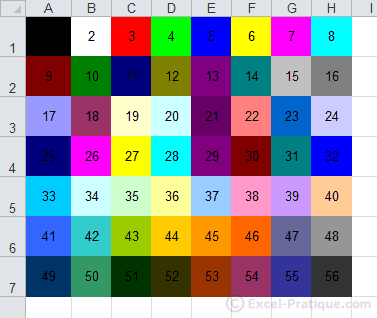 A B C D E F G H I
1 2 3 4 5 6 7 8
2 9 10 11 12 13 14 15 16
3 17 18 19 20 21 22 23 24
4 25 26 27 28 29 30 31 32
5 33 34 35 36 37 38 39 40
6 41 42 43 44 45 46 47 48
7 49 50 51 52 53 54 55 56
Excel-Pratique.com